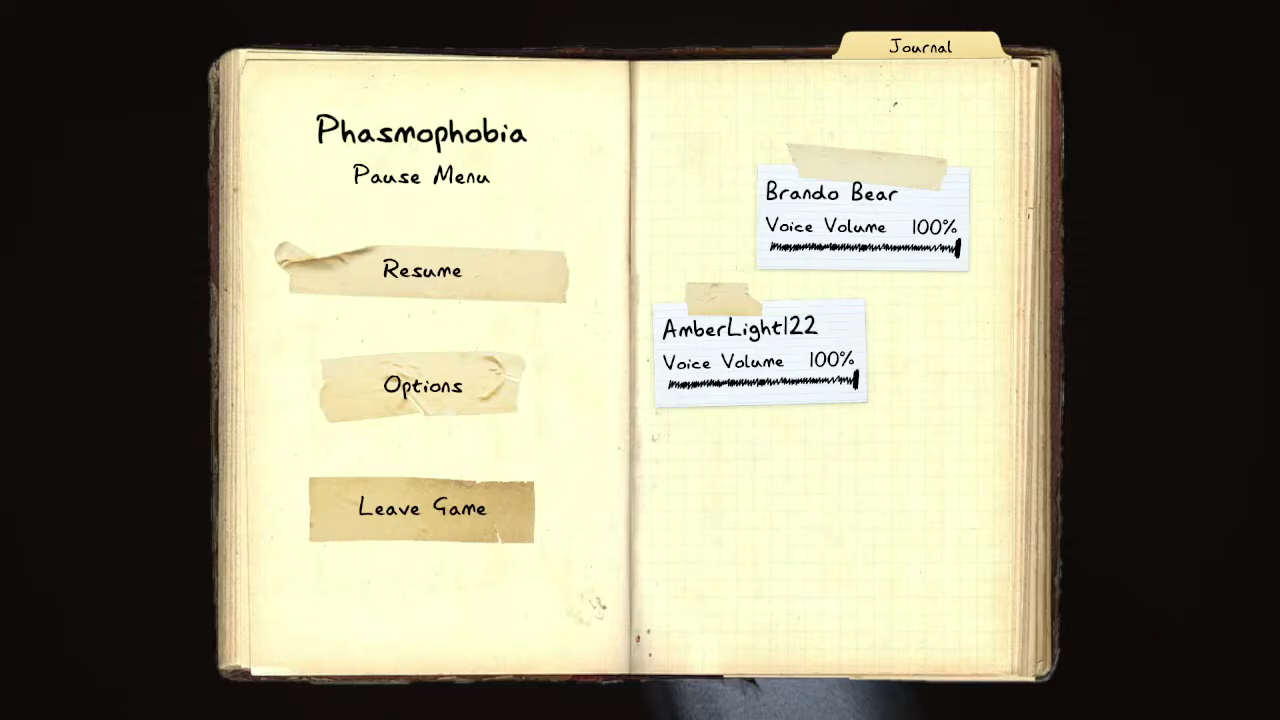 Journal
Phasmophobia
Pause Menu
Resume
Options
Leave Game
Brando Bear
Voice Volume 100%
AmberLight122
Voice Volume 100%